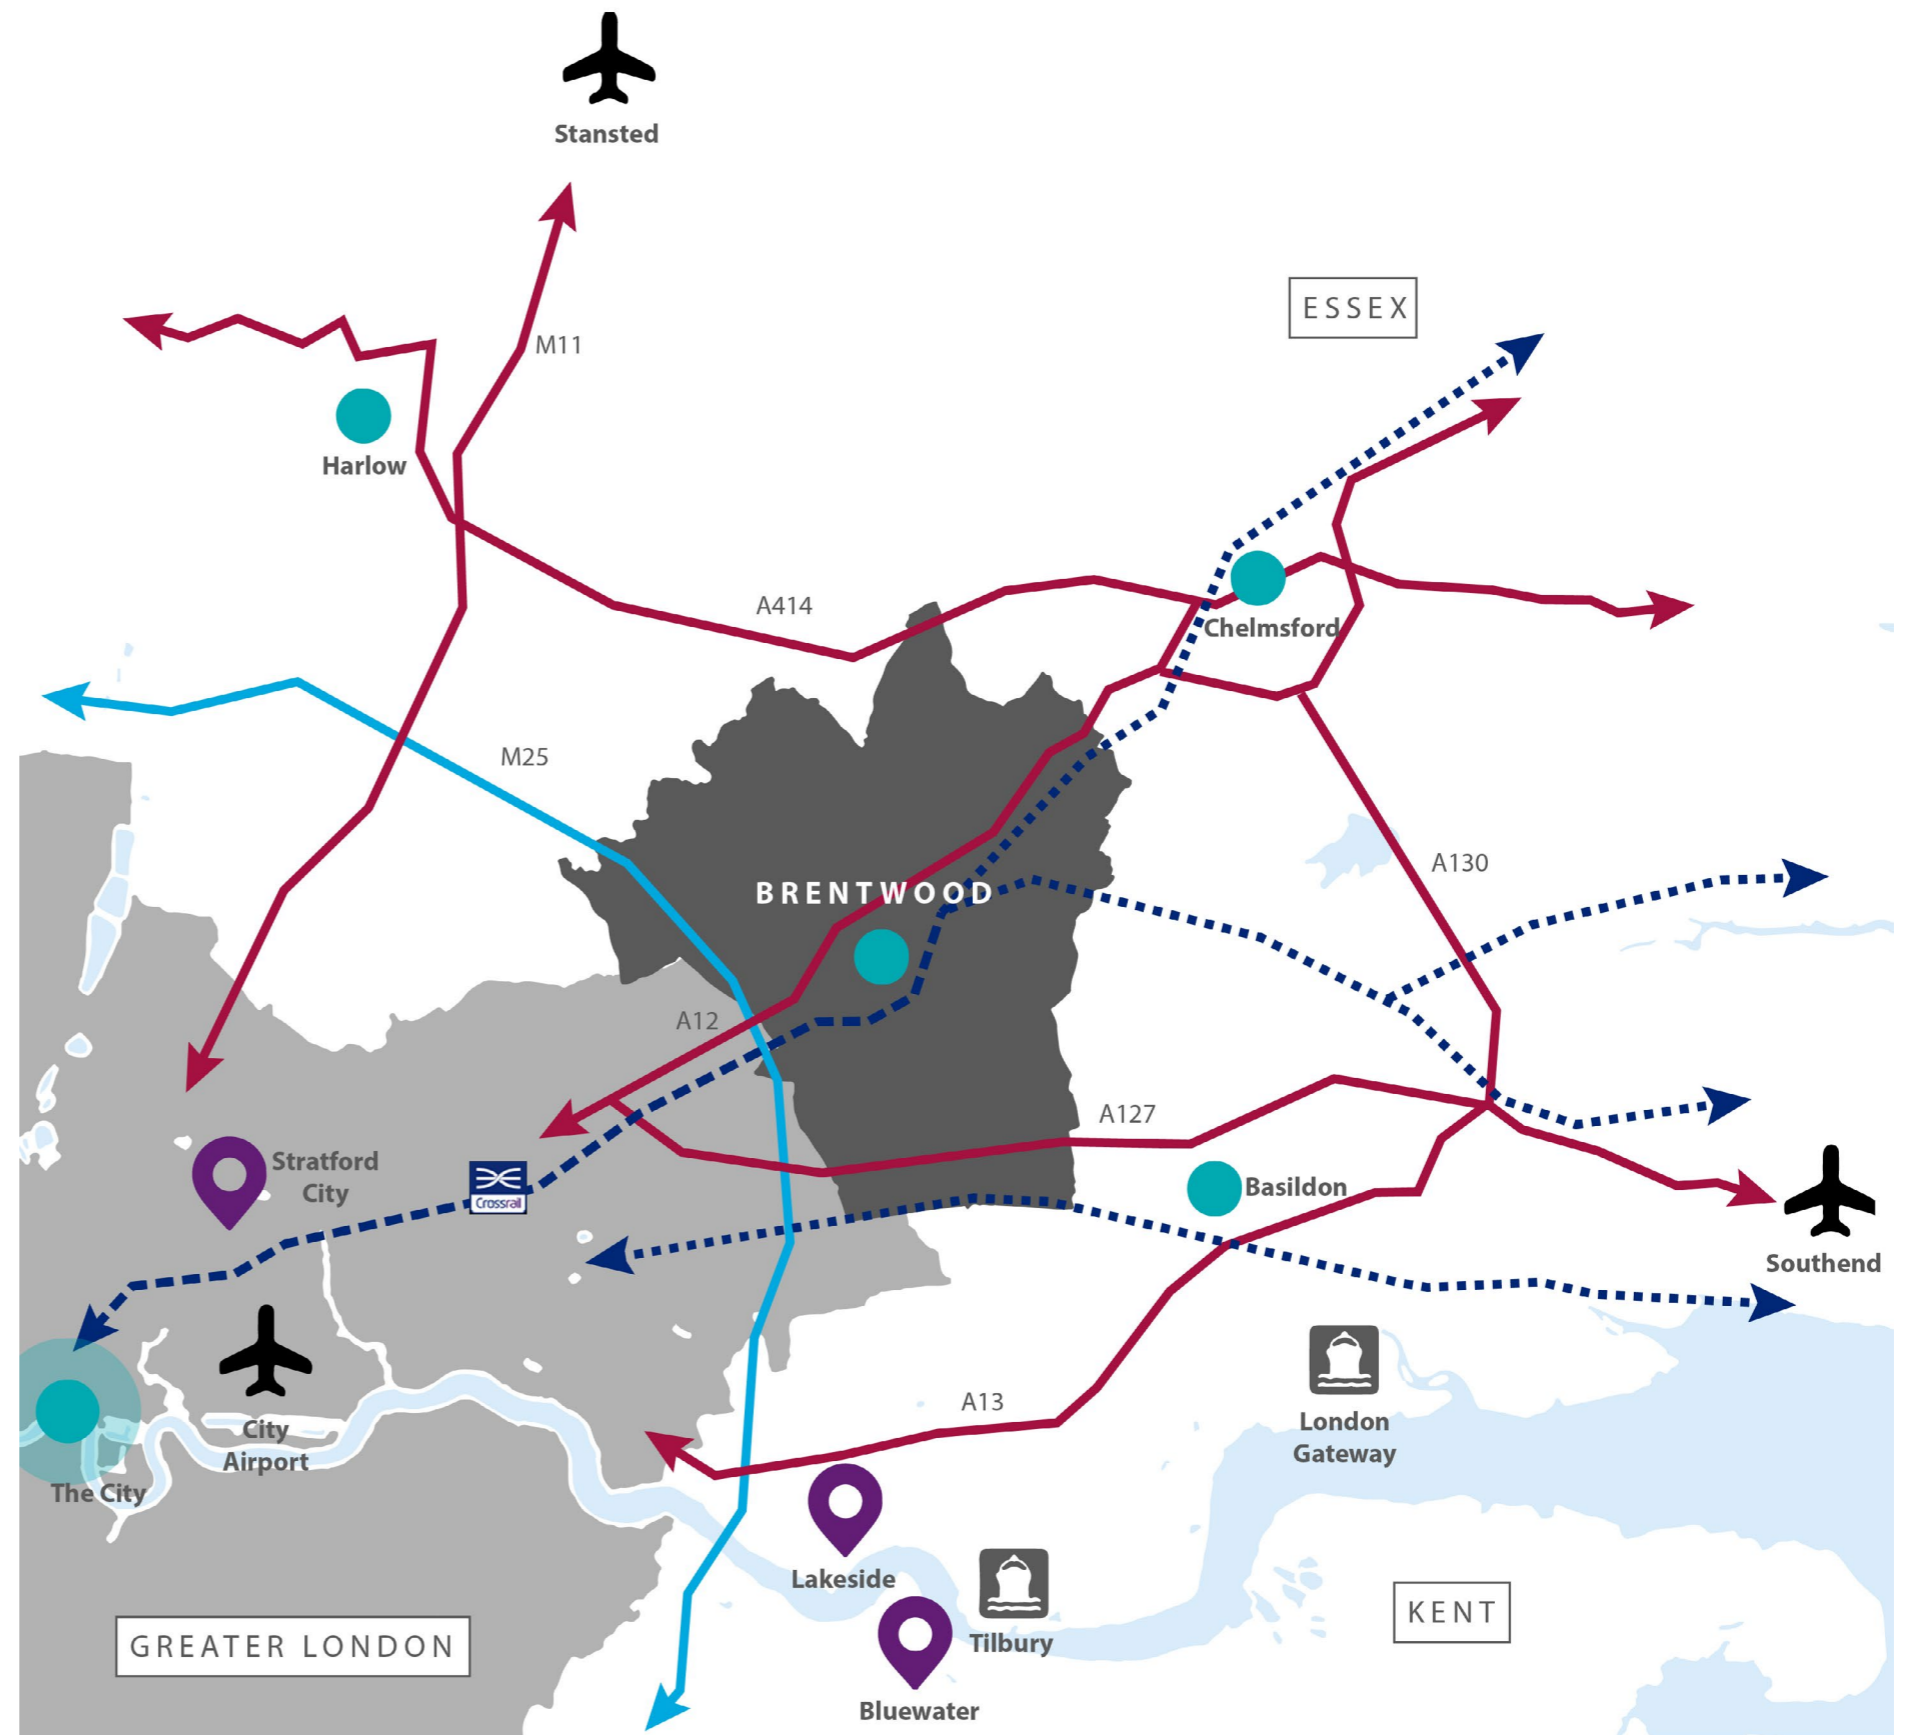 Stansted
ESSEX
M11
Harlow
A414
Chelmsford
M25
A130
BRENTWOOD
A12
A127
Stratford
City
Crossrail
Basildon
Southend
City
Airport
A13
London
Gateway
The City
Lakeside
Tilbury
KENT
GREATER LONDON
Bluewater